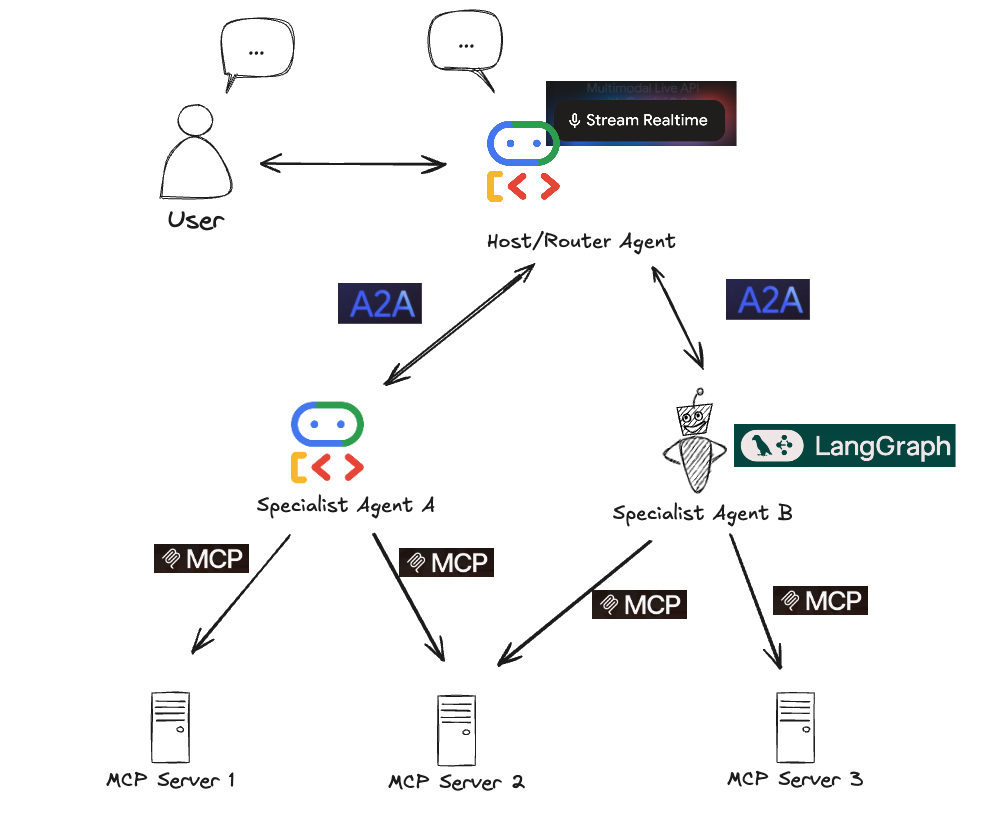 ...
...
Multimodal Live API
Stream Realtime
User
Host/Router Agent
A2A
A2A
LangGraph
Specialist Agent A
Specialist Agent B
MCP
MCP
MCP
MCP
MCP Server 1
MCP Server 2
MCP Server 3